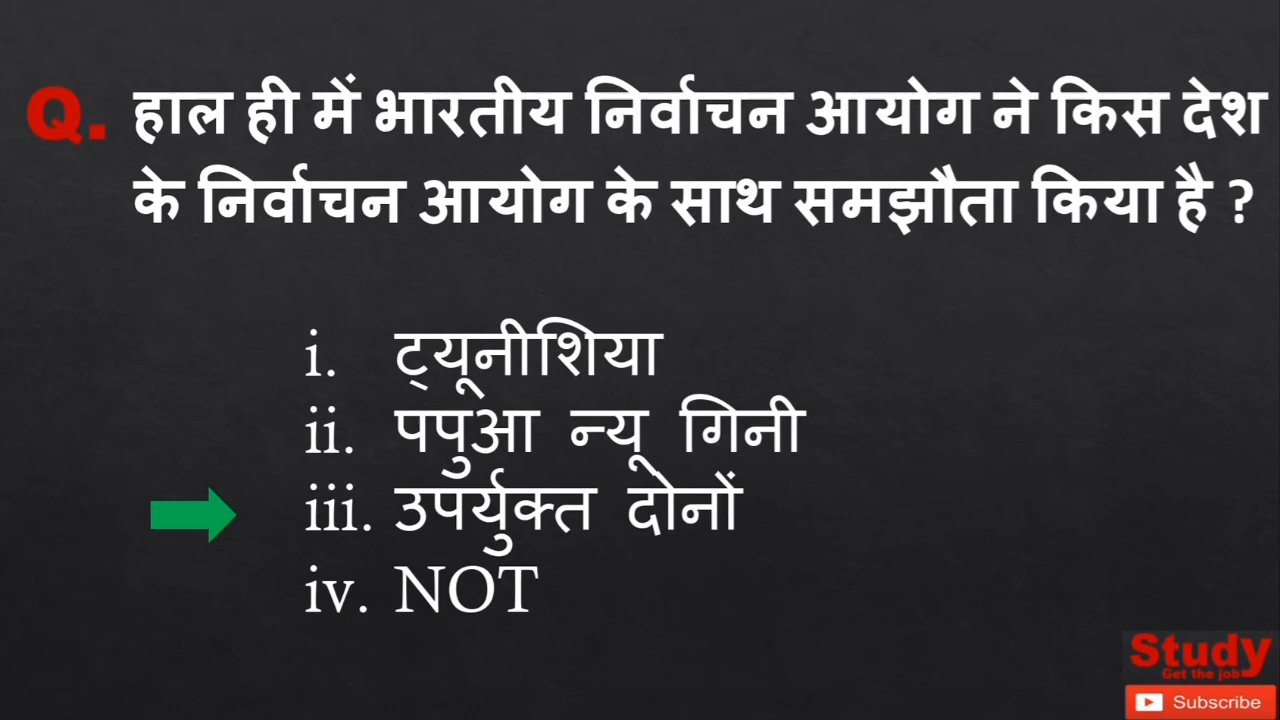 Q. हाल ही में भारतीय निर्वाचन आयोग ने किस देश
के निर्वाचन आयोग के साथ समझौता किया है ?
i. ट्यूनीशिया
ii. पपुआ न्यू गिनी
iii. उपर्युक्त दोनों
iv. NOT
Study
Get the job
Subscribe